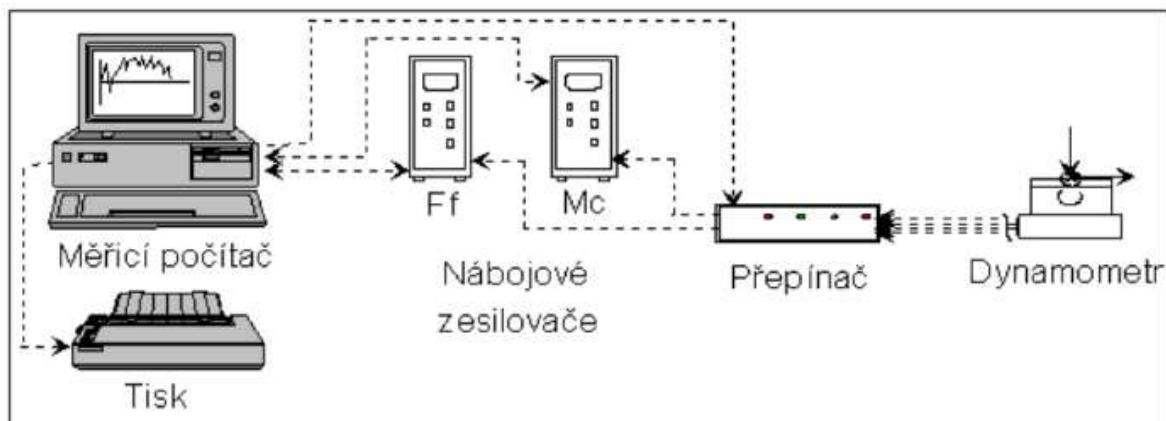 Ff
Mc
Měřicí počítač
Nábojové
zesilovače
Přepínač
Dynamometr
Tisk